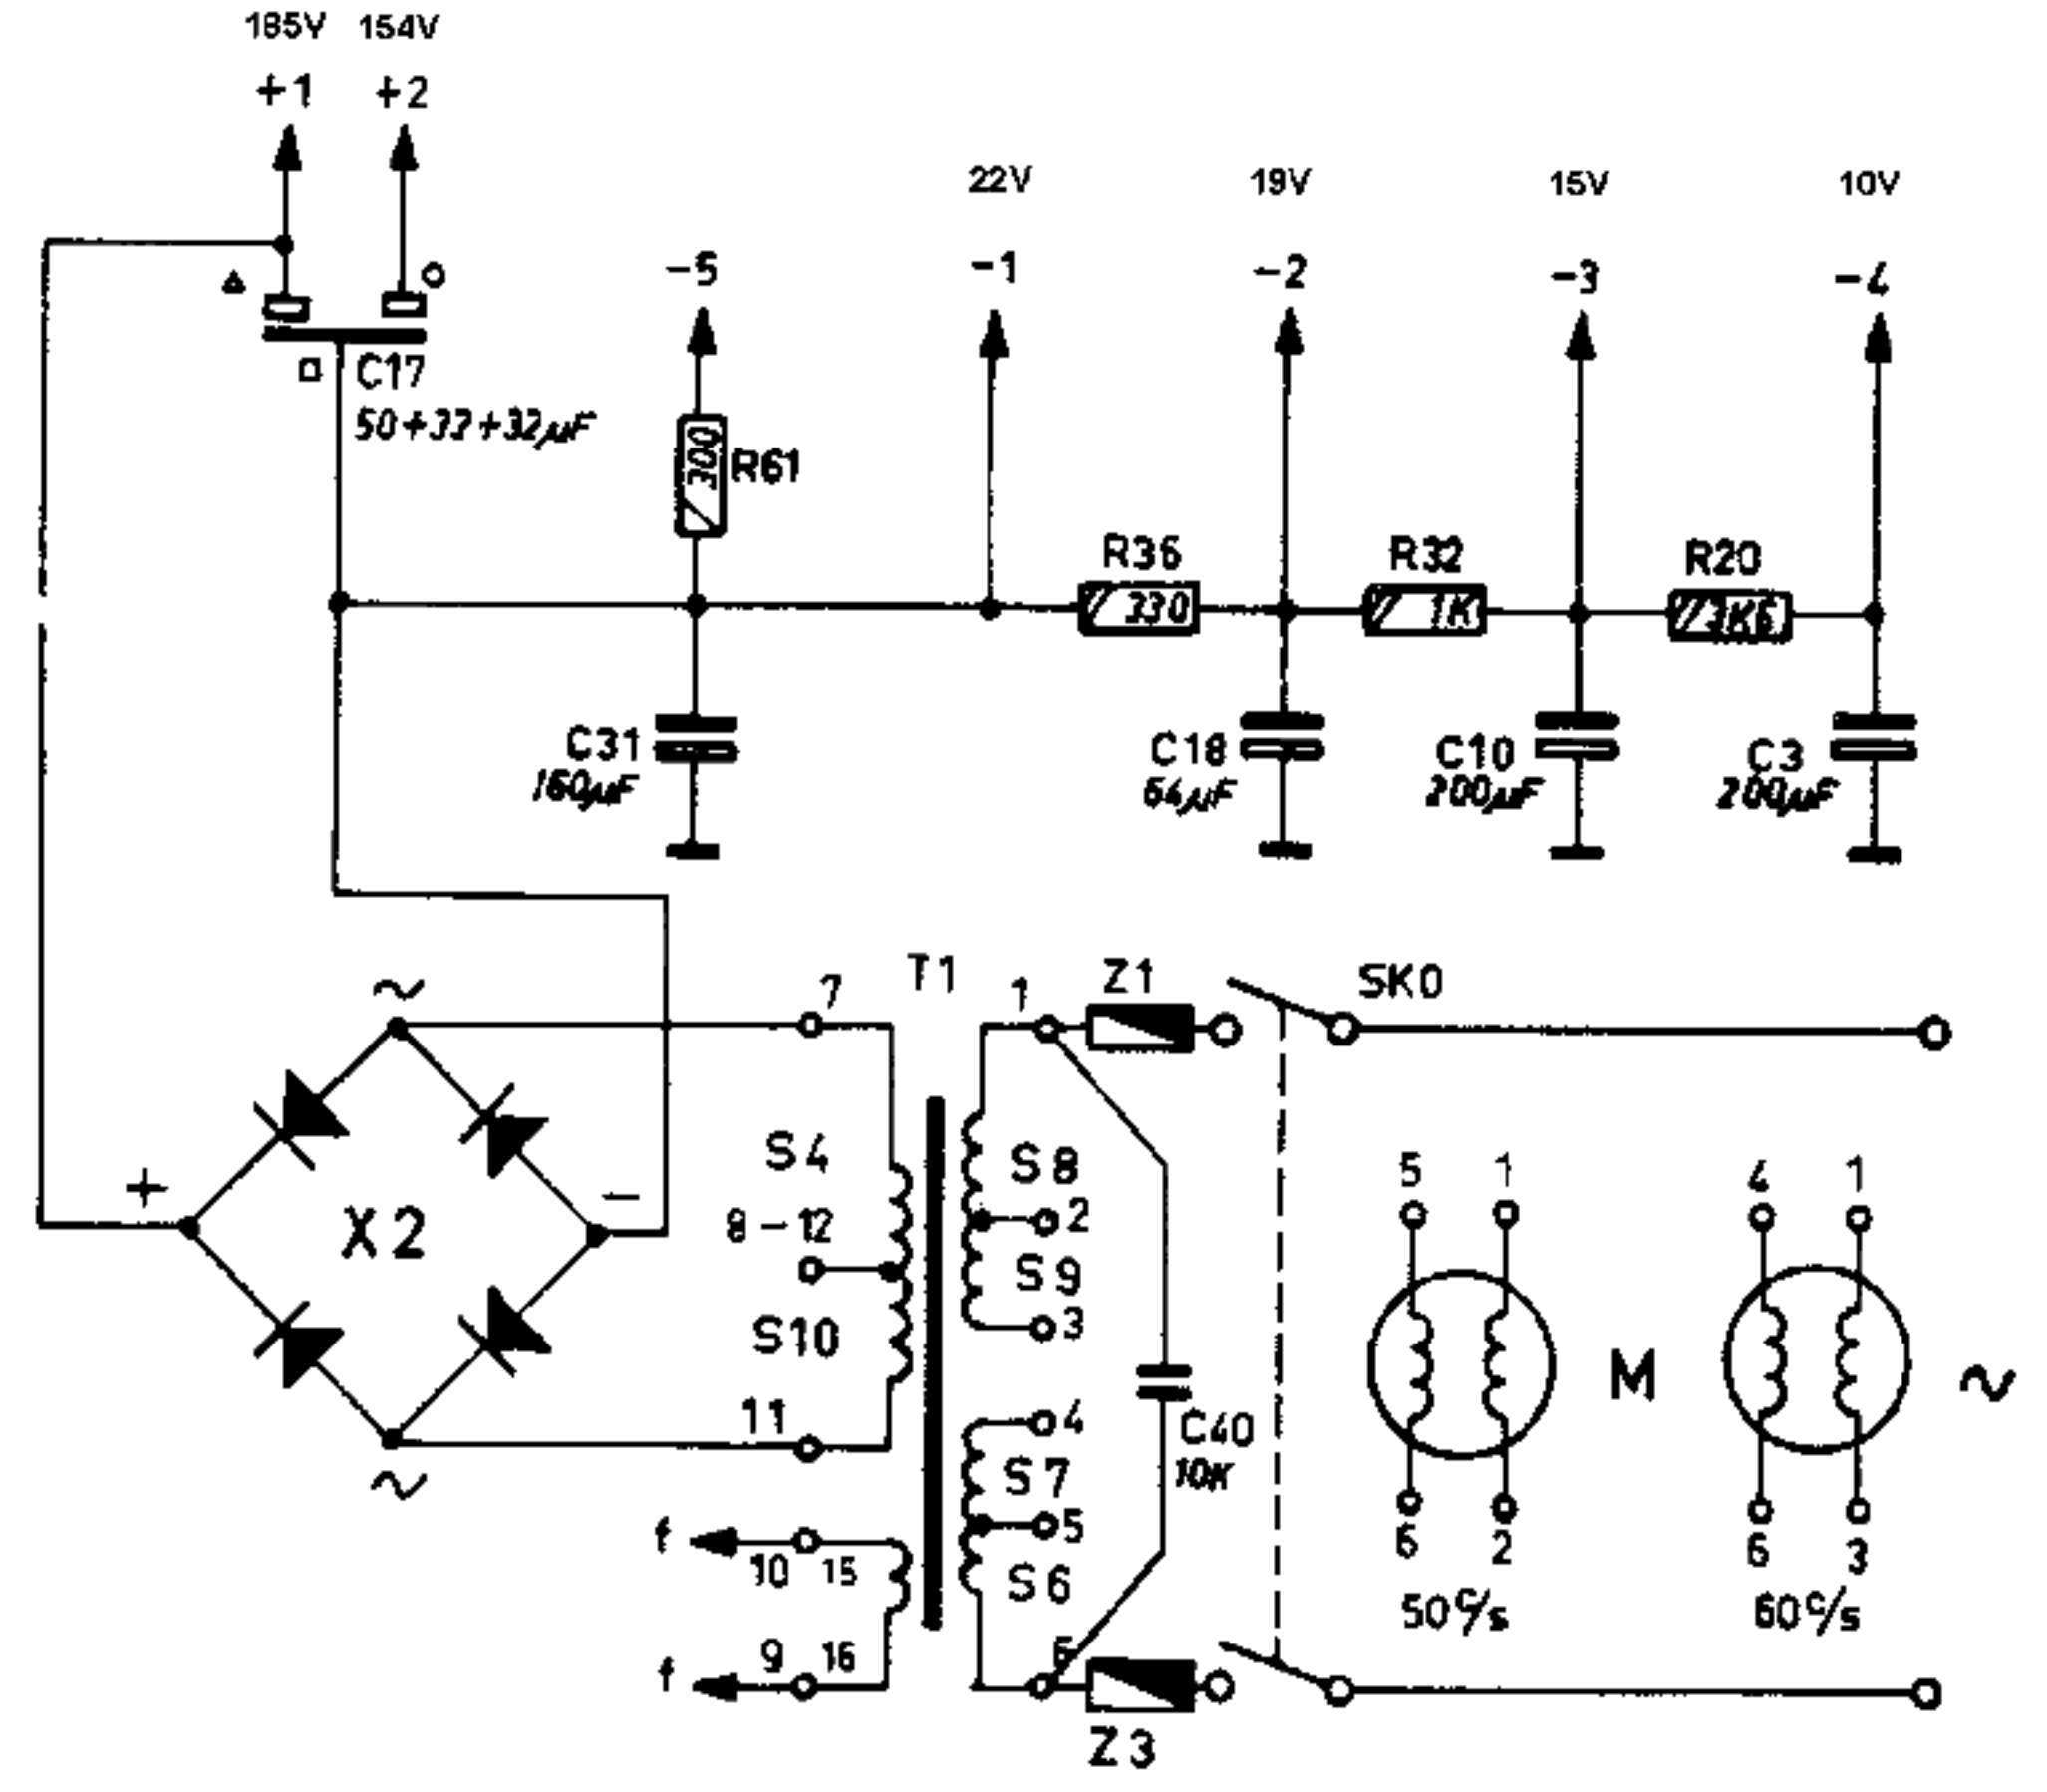 185V 154V
+1 +2
22V 19V 15V 10V
-5 -1 -2 -3 -4
C17
50+32+32µF
300 R61
R36 R32 R20
330 1K
C31 C18 C10 C3
160µF 64µF 200µF 200µF
~ 7 T1 1 Z1 SK0
+ X2 -
S4 S8
8-12 2
S9
S10 3
11 4
~
S7
C40
10K
5
S6
f 10 15
f 9 16 6
Z3
5 1 4 1
M ~
6 2 6 3
50 c/s 60 c/s